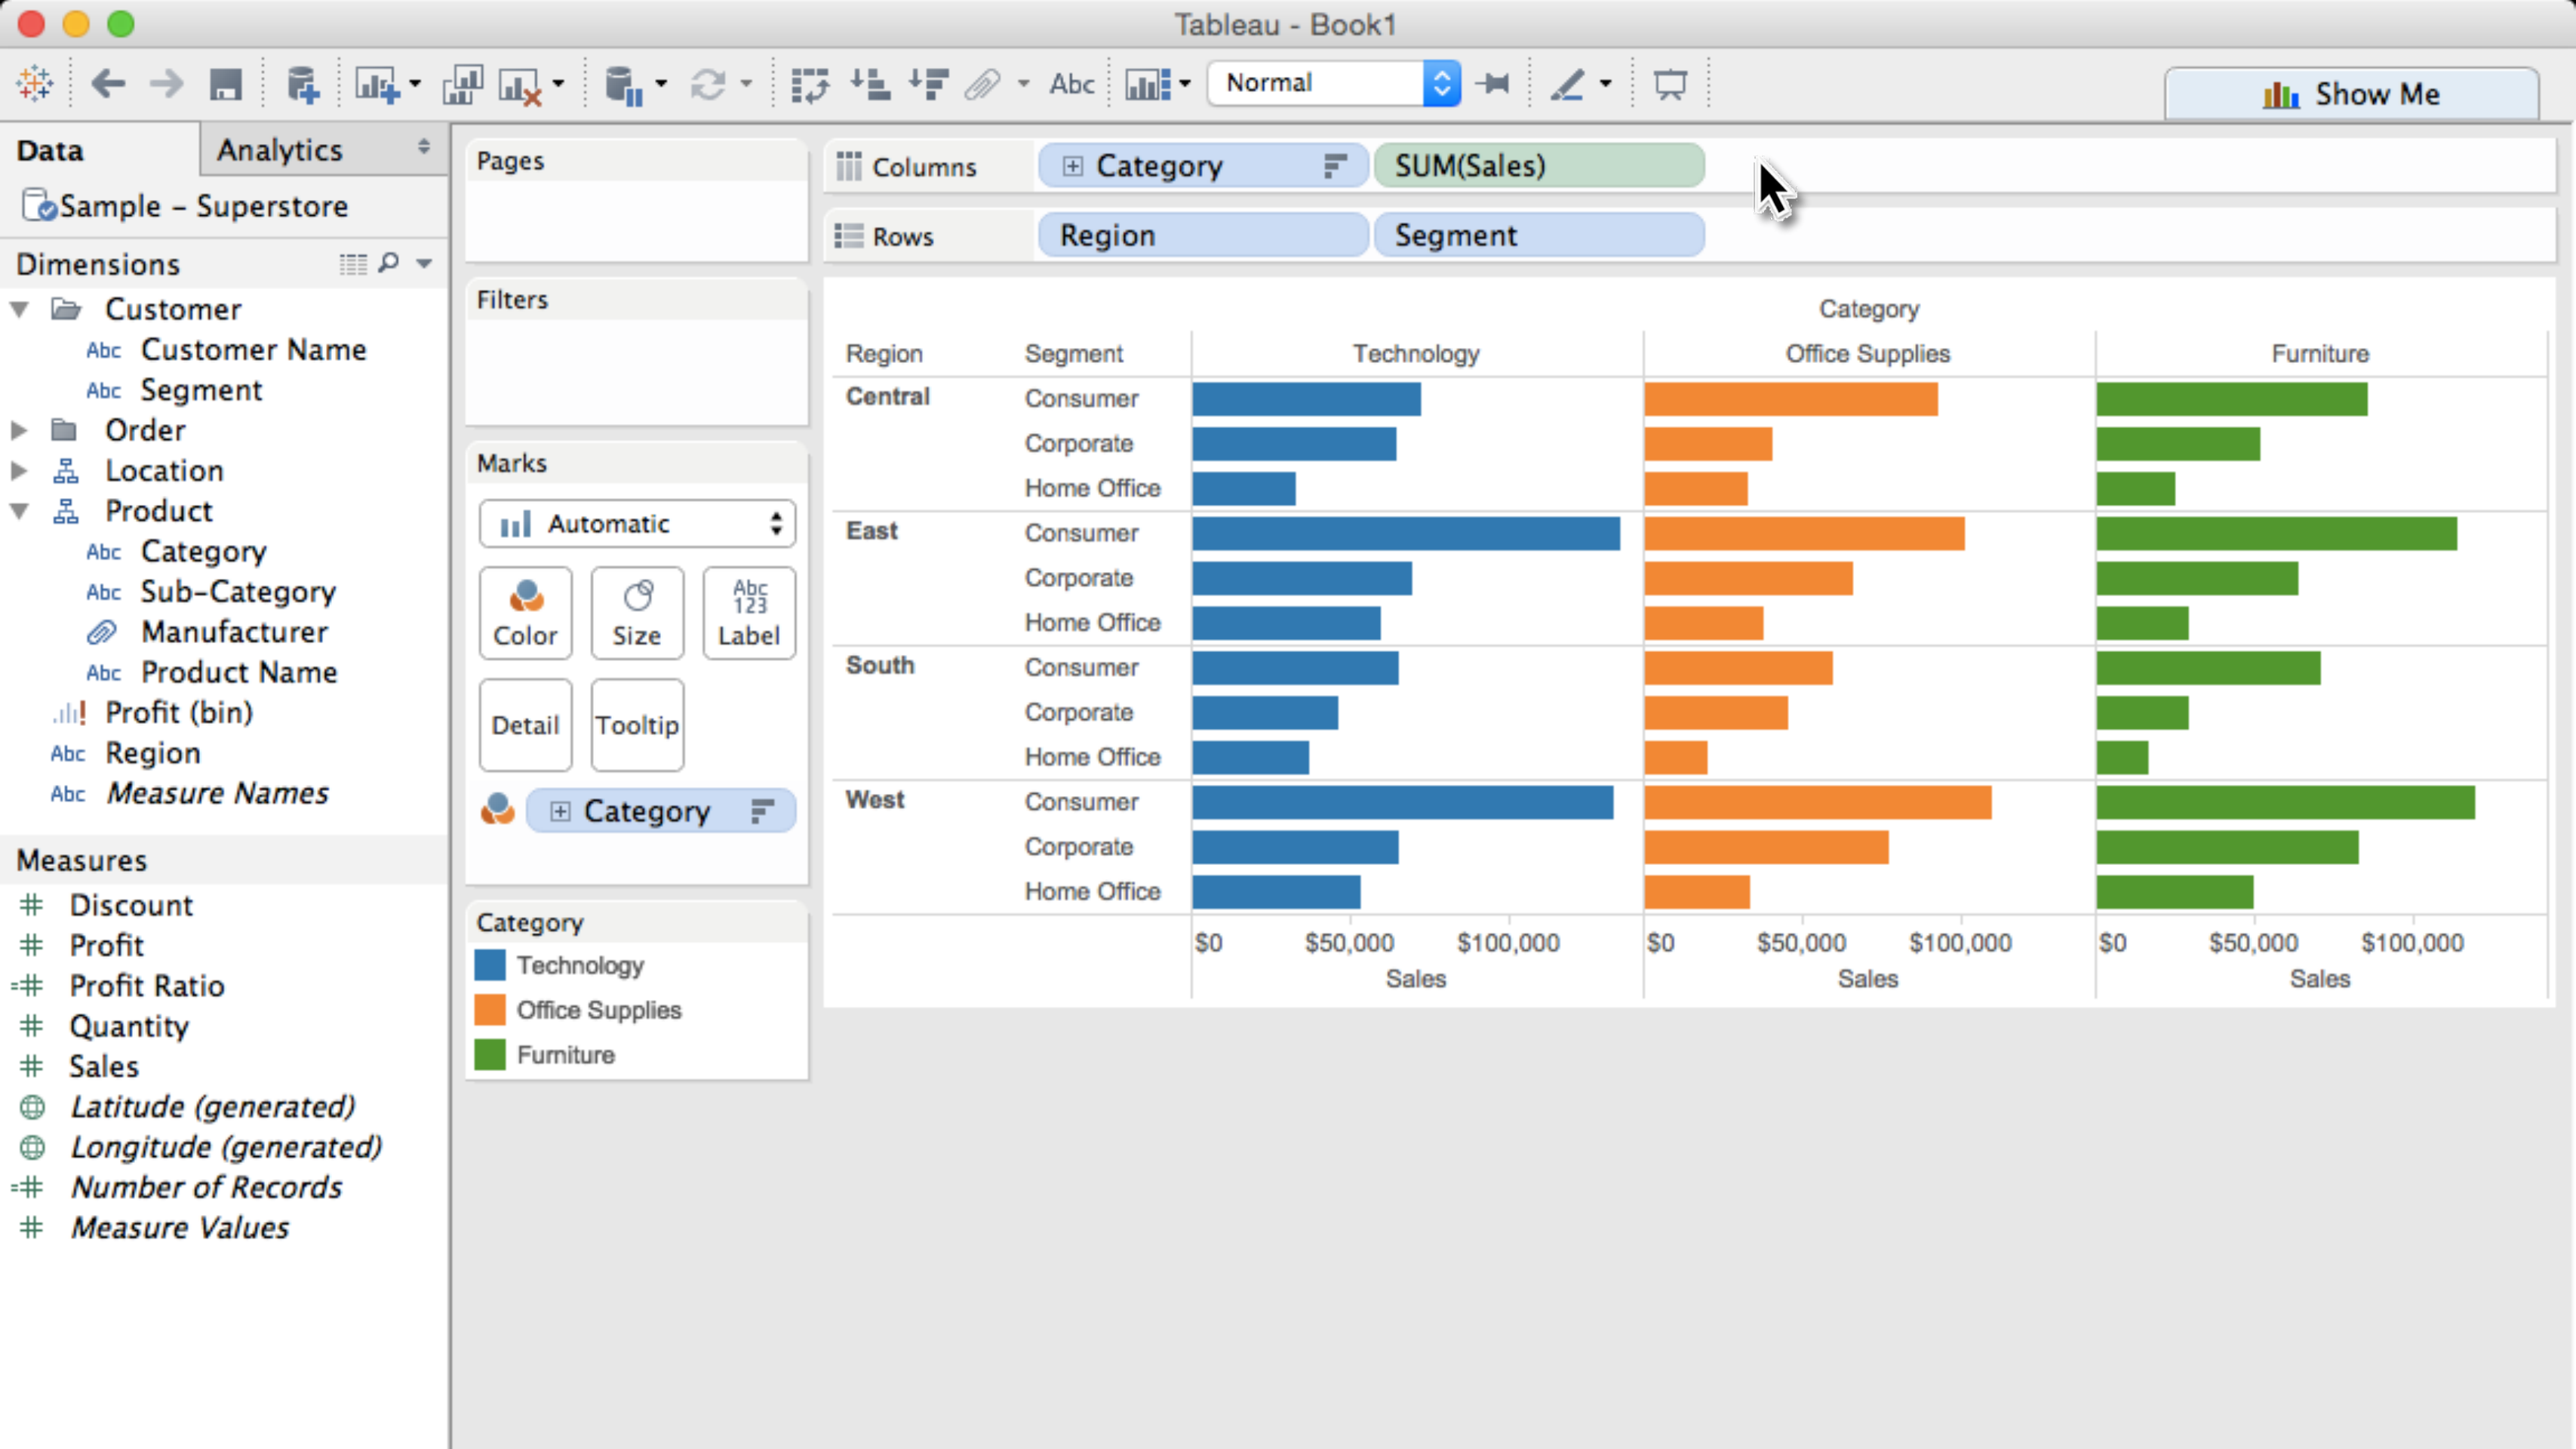 Tableau - Book1
Abc
Normal
Show Me
Data
Analytics
Sample - Superstore
Dimensions
Customer
Abc Customer Name
Abc Segment
Order
Location
Product
Abc Category
Abc Sub-Category
Manufacturer
Abc Product Name
Profit (bin)
Abc Region
Abc Measure Names
Measures
# Discount
# Profit
=# Profit Ratio
# Quantity
# Sales
Latitude (generated)
Longitude (generated)
=# Number of Records
# Measure Values
Pages
Filters
Marks
Automatic
Color
Size
Abc
123
Label
Detail
Tooltip
Category
Category
Technology
Office Supplies
Furniture
Columns Category SUM(Sales)
Rows Region Segment
Category
Region Segment Technology Office Supplies Furniture
Central Consumer
Corporate
Home Office
East Consumer
Corporate
Home Office
South Consumer
Corporate
Home Office
West Consumer
Corporate
Home Office
$0 $50,000 $100,000 $0 $50,000 $100,000 $0 $50,000 $100,000
Sales Sales Sales